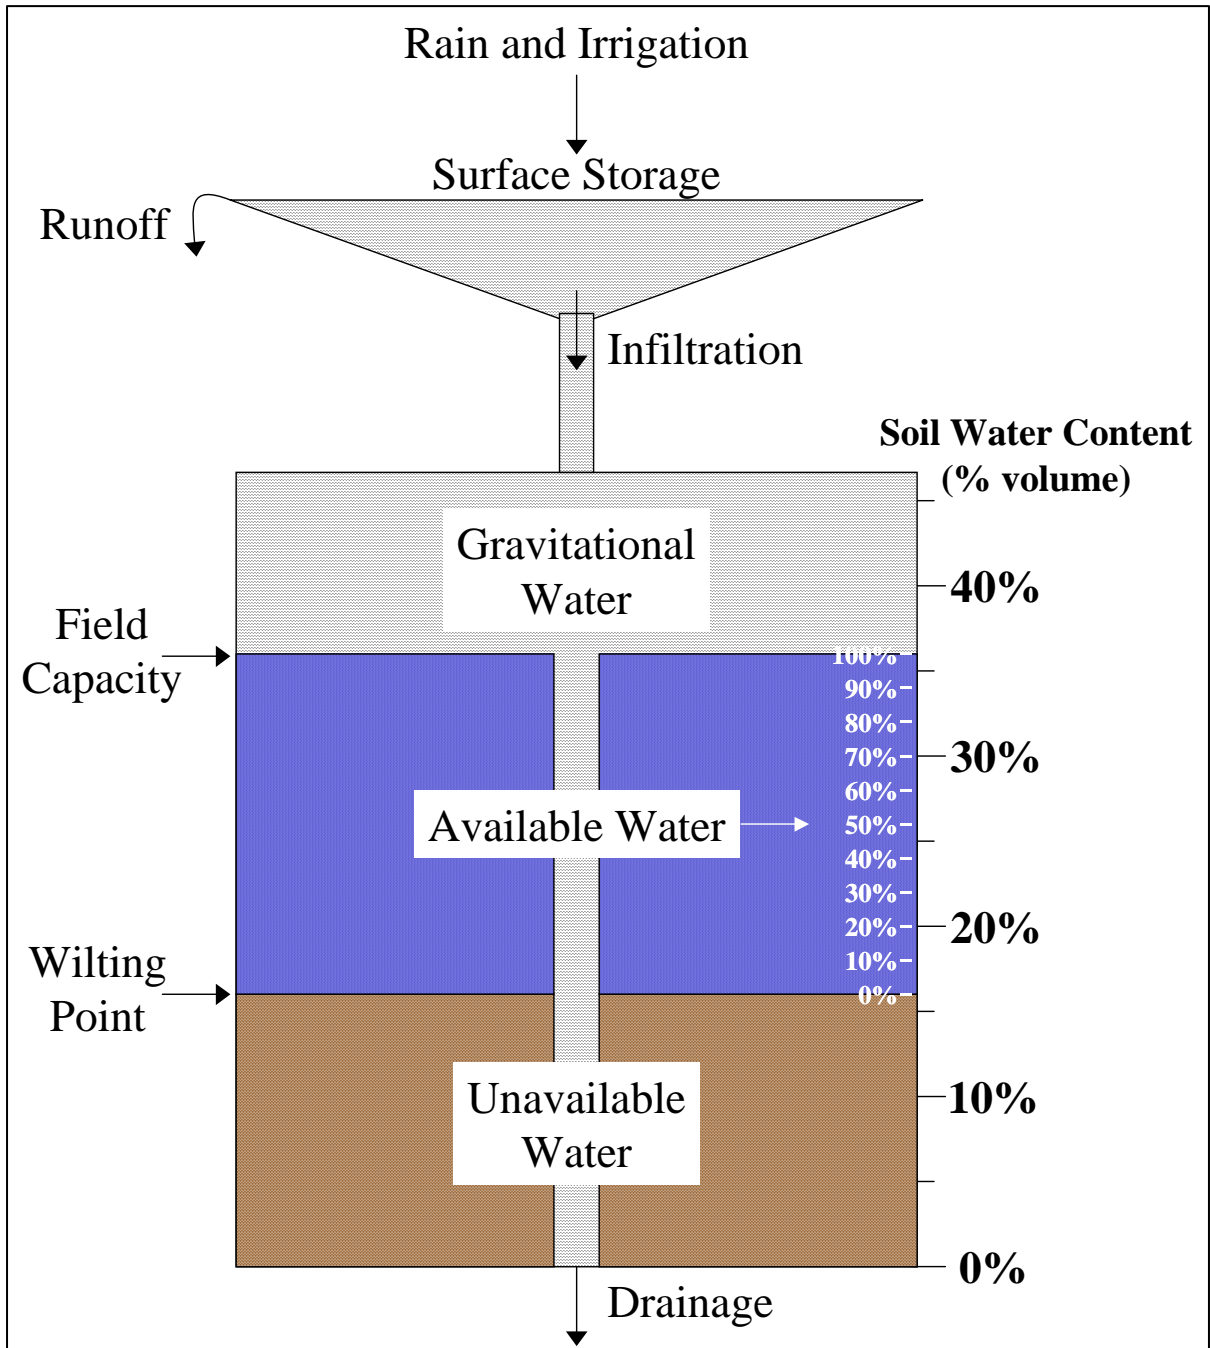 Rain and Irrigation
Surface Storage
Runoff
Infiltration
Soil Water Content
(% volume)
Gravitational
Water
40%
Field
Capacity
100%
90%
80%
70%
30%
60%
Available Water
50%
40%
30%
20%
20%
10%
0%
Wilting
Point
Unavailable
Water
10%
0%
Drainage